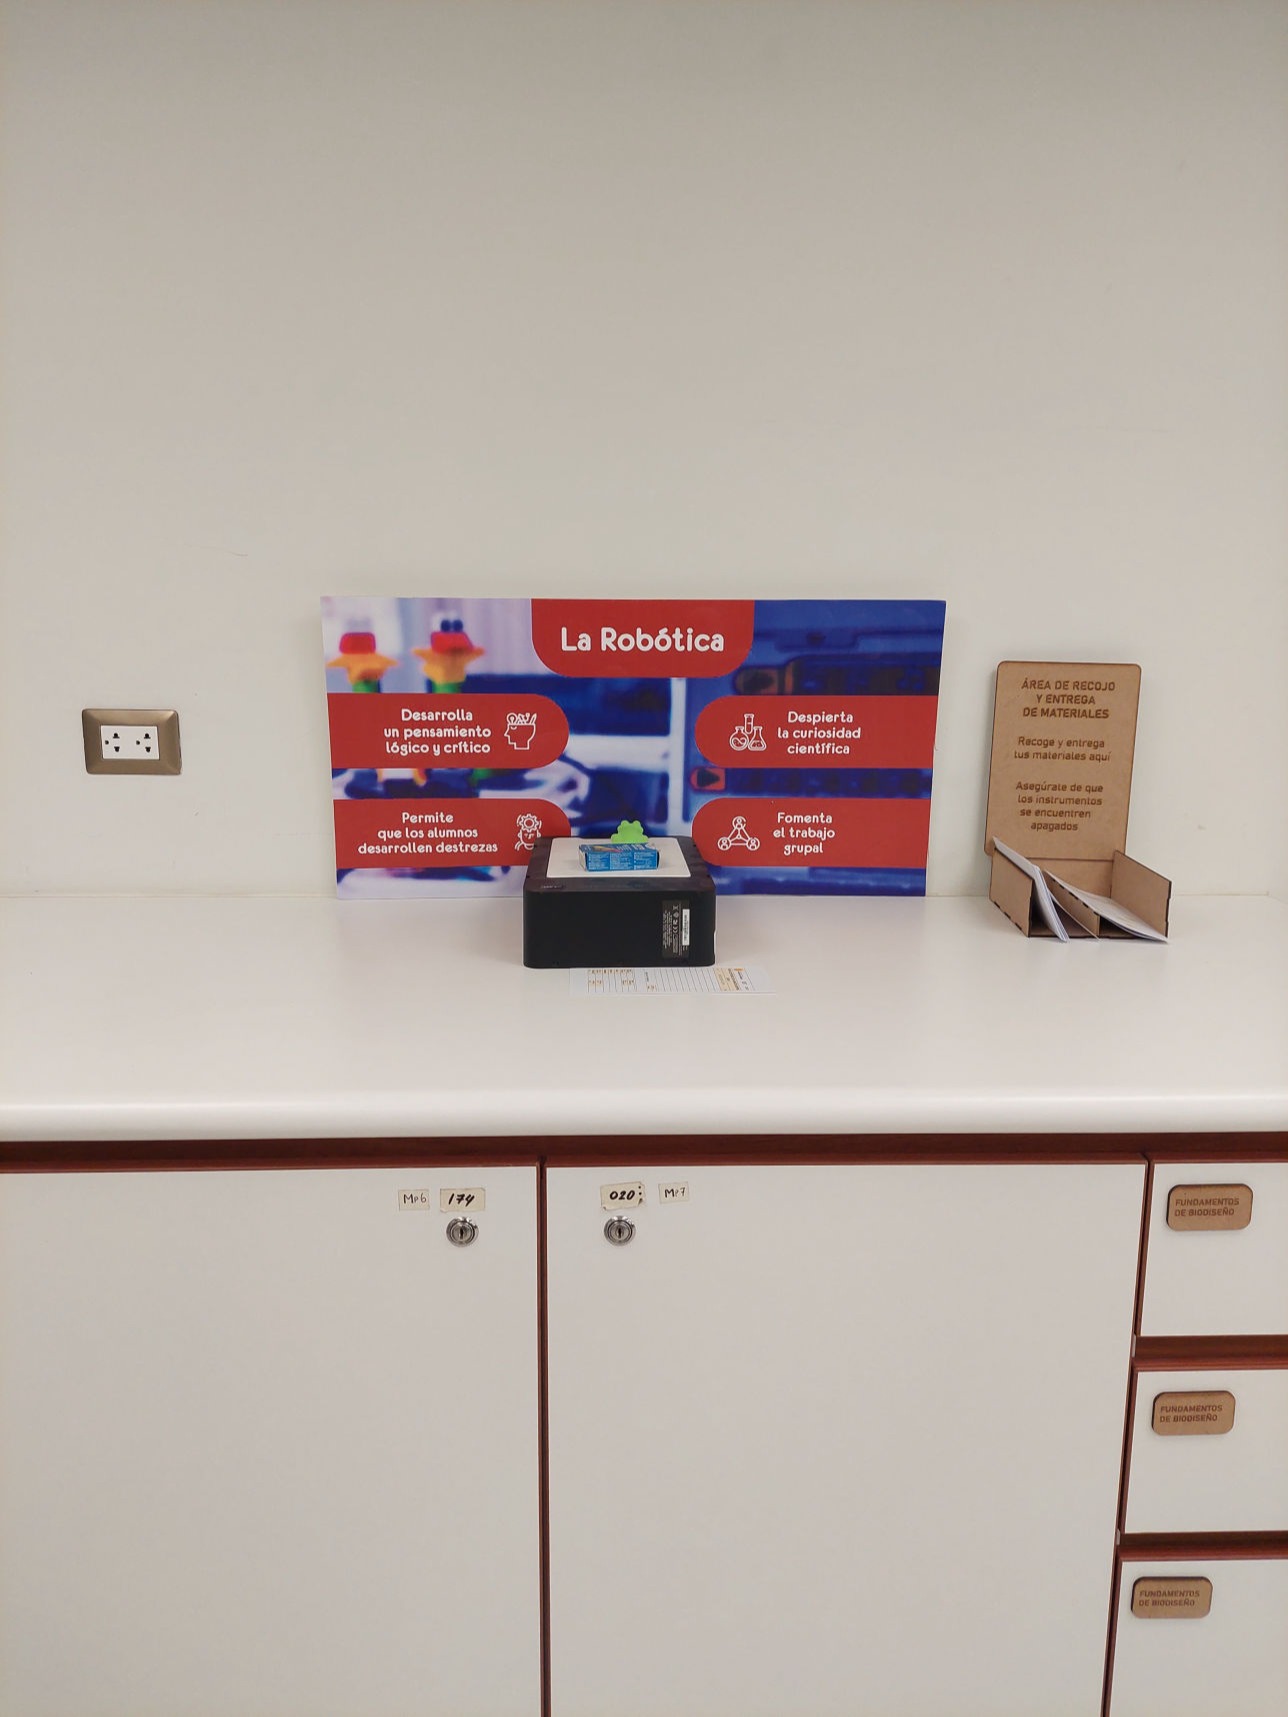 La Robótica
Desarrolla
un pensamiento
lógico y crítico
Despierta
la curiosidad
científica
Permite
que los alumnos
desarrollen destrezas
Fomenta
el trabajo
grupal
ÁREA DE RECOJO
Y ENTREGA
DE MATERIALES
Recoge y entrega
tus materiales aquí
Asegúrate de que
los instrumentos
se encuentren
apagados
174
020
FUNDAMENTOS
DE BIODISEÑO
FUNDAMENTOS
DE BIODISEÑO
FUNDAMENTOS
DE BIODISEÑO